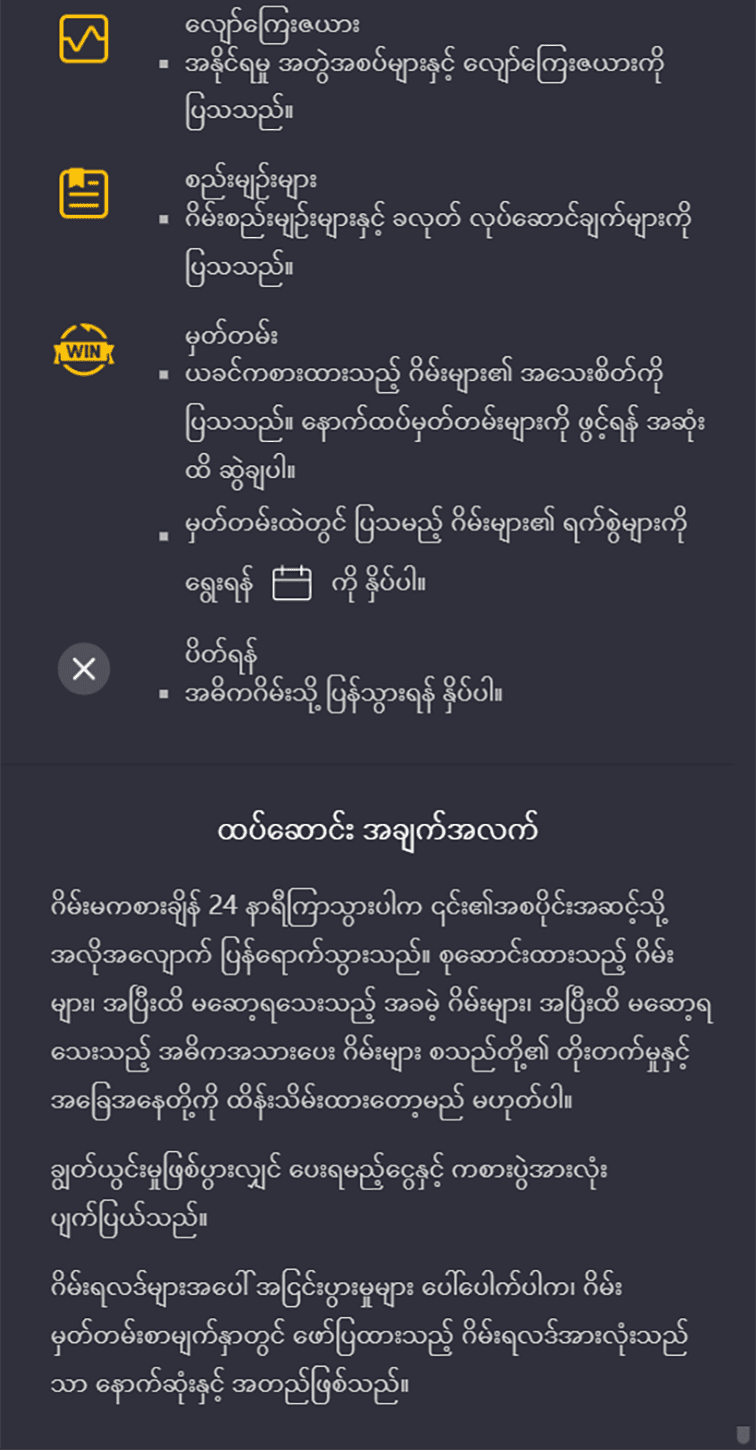 လျော်ကြေးဇယား
▪ အနိုင်ရမှု အတွဲအစပ်များနှင့် လျော်ကြေးဇယားကို
ပြသသည်။
စည်းမျဉ်းများ
▪ ဂိမ်းစည်းမျဉ်းများနှင့် ခလုတ် လုပ်ဆောင်ချက်များကို
ပြသသည်။
WIN
မှတ်တမ်း
▪ ယခင်ကစားထားသည့် ဂိမ်းများ၏ အသေးစိတ်ကို
ပြသသည်။ နောက်ထပ်မှတ်တမ်းများကို ဖွင့်ရန် အဆုံး
ထိ ဆွဲချပါ။
▪ မှတ်တမ်းထဲတွင် ပြသမည့် ဂိမ်းများ၏ ရက်စွဲများကို
ရွေးရန် ကို နှိပ်ပါ။
ပိတ်ရန်
▪ အဓိကဂိမ်းသို့ ပြန်သွားရန် နှိပ်ပါ။
ထပ်ဆောင်း အချက်အလက်
ဂိမ်းမကစားချိန် 24 နာရီကြာသွားပါက ၎င်း၏အစပိုင်းအဆင့်သို့
အလိုအလျောက် ပြန်ရောက်သွားသည်။ စုဆောင်းထားသည့် ဂိမ်း
များ၊ အပြီးထိ မဆော့ရသေးသည့် အခမဲ့ ဂိမ်းများ၊ အပြီးထိ မဆော့ရ
သေးသည့် အဓိကအသားပေး ဂိမ်းများ စသည်တို့၏ တိုးတက်မှုနှင့်
အခြေအနေတို့ကို ထိန်းသိမ်းထားတော့မည် မဟုတ်ပါ။
ချွတ်ယွင်းမှုဖြစ်ပွားလျှင် ပေးရမည့်ငွေနှင့် ကစားပွဲအားလုံး
ပျက်ပြယ်သည်။
ဂိမ်းရလဒ်များအပေါ် အငြင်းပွားမှုများ ပေါ်ပေါက်ပါက၊ ဂိမ်း
မှတ်တမ်းစာမျက်နှာတွင် ဖော်ပြထားသည့် ဂိမ်းရလဒ်အားလုံးသည်
သာ နောက်ဆုံးနှင့် အတည်ဖြစ်သည်။